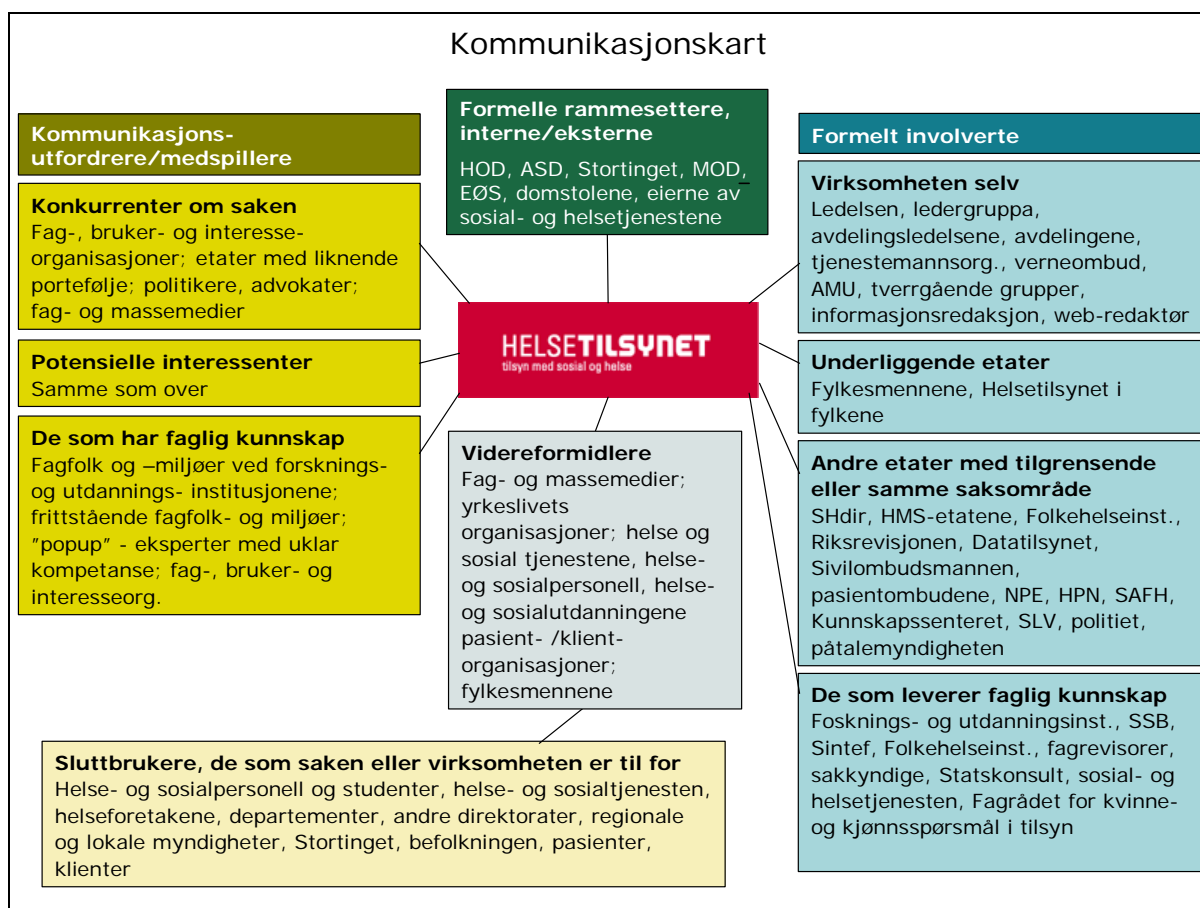 Kommunikasjonskart
Kommunikasjons-
utfordrere/medspillere
Konkurrenter om saken
Fag-, bruker- og interesse-
organisasjoner; etater med liknende
portefølje; politikere, advokater;
fag- og massemedier
Potensielle interessenter
Samme som over
De som har faglig kunnskap
Fagfolk og –miljøer ved forsknings-
og utdannings- institusjonene;
frittstående fagfolk- og miljøer;
”popup” - eksperter med uklar
kompetanse; fag-, bruker- og
interesseorg.
Formelle rammesettere,
interne/eksterne
HOD, ASD, Stortinget, MOD,
EØS, domstolene, eierne av
sosial- og helsetjenestene
HELSETILSYNET
tilsyn med sosial og helse
Videreformidlere
Fag- og massemedier;
yrkeslivets
organisasjoner; helse og
sosial tjenestene, helse-
og sosialpersonell, helse-
og sosialutdanningene
pasient- /klient-
organisasjoner;
fylkesmennene
Sluttbrukere, de som saken eller virksomheten er til for
Helse- og sosialpersonell og studenter, helse- og sosialtjenesten,
helseforetakene, departementer, andre direktorater, regionale
og lokale myndigheter, Stortinget, befolkningen, pasienter,
klienter
Formelt involverte
Virksomheten selv
Ledelsen, ledergruppa,
avdelingsledelsene, avdelingene,
tjenestemannsorg., verneombud,
AMU, tverrgående grupper,
informasjonsredaksjon, web-redaktør
Underliggende etater
Fylkesmennene, Helsetilsynet i
fylkene
Andre etater med tilgrensende
eller samme saksområde
SHdir, HMS-etatene, Folkehelseinst.,
Riksrevisjonen, Datatilsynet,
Sivilombudsmannen,
pasientombudene, NPE, HPN, SAFH,
Kunnskapssenteret, SLV, politiet,
påtalemyndigheten
De som leverer faglig kunnskap
Fosknings- og utdanningsinst., SSB,
Sintef, Folkehelseinst., fagrevisorer,
sakkyndige, Statskonsult, sosial- og
helsetjenesten, Fagrådet for kvinne-
og kjønnsspørsmål i tilsyn